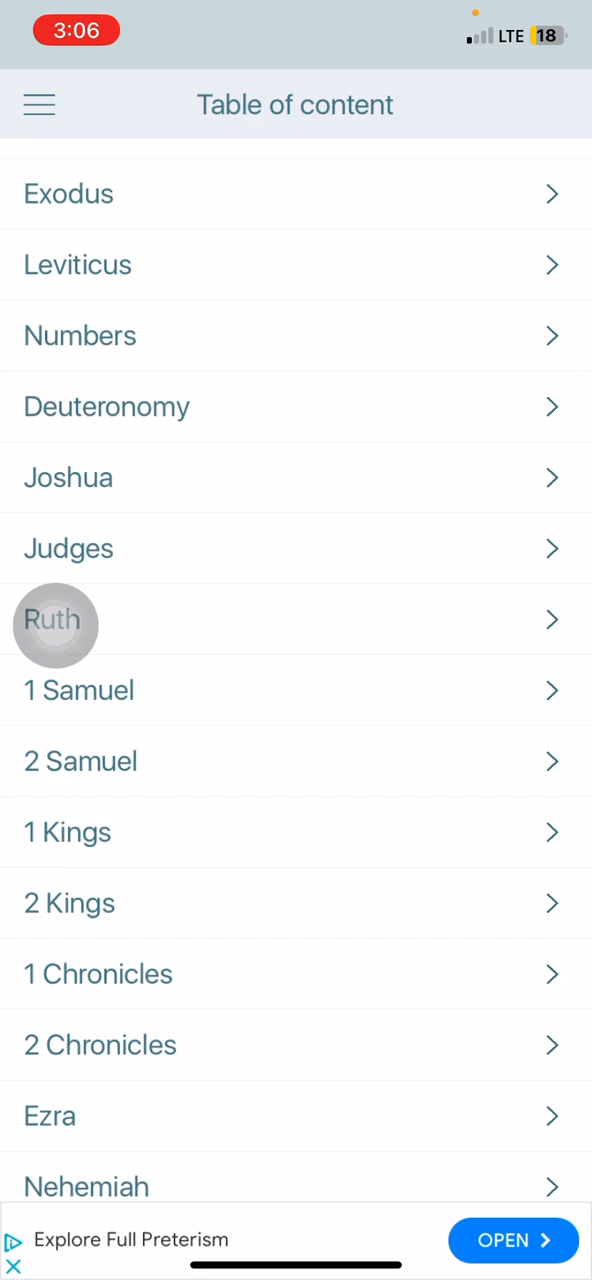 3:06
LTE 18
Table of content
Exodus
Leviticus
Numbers
Deuteronomy
Joshua
Judges
Ruth
1 Samuel
2 Samuel
1 Kings
2 Kings
1 Chronicles
2 Chronicles
Ezra
Nehemiah
Explore Full Preterism
OPEN